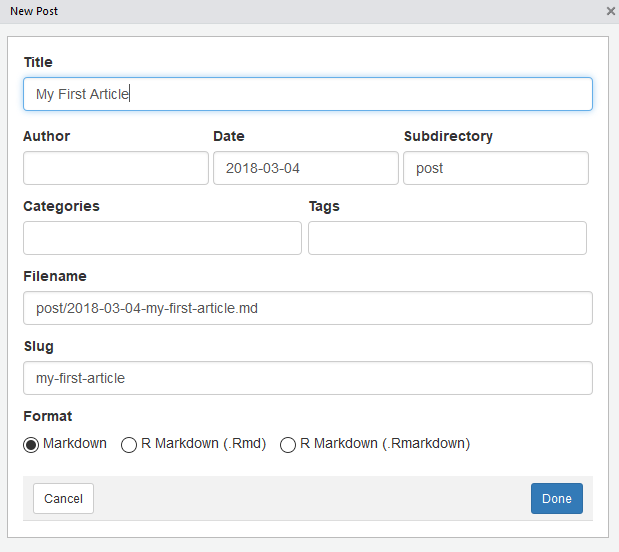 New Post
Title
My First Article
Author Date Subdirectory
2018-03-04 post
Categories Tags
Filename
post/2018-03-04-my-first-article.md
Slug
my-first-article
Format
Markdown R Markdown (.Rmd) R Markdown (.Rmarkdown)
Cancel Done